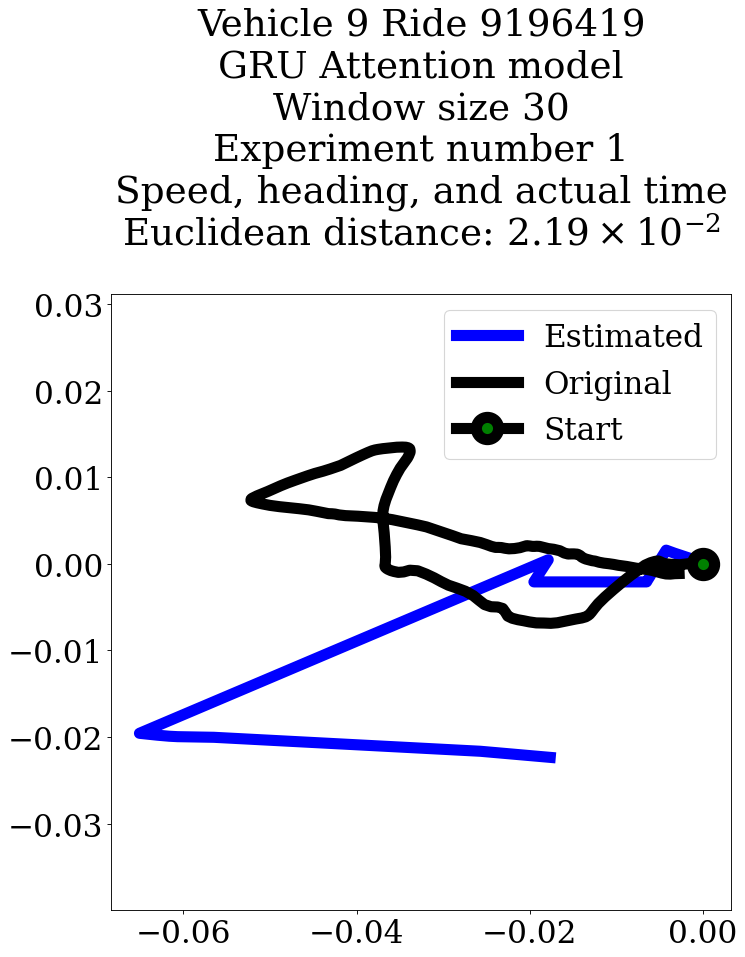 Vehicle 9 Ride 9196419
GRU Attention model
Window size 30
Experiment number 1
Speed, heading, and actual time
Euclidean distance: 2.19 × 10⁻²
Estimated
Original
Start
0.03
0.02
0.01
0.00
−0.01
−0.02
−0.03
−0.06
−0.04
−0.02
0.00